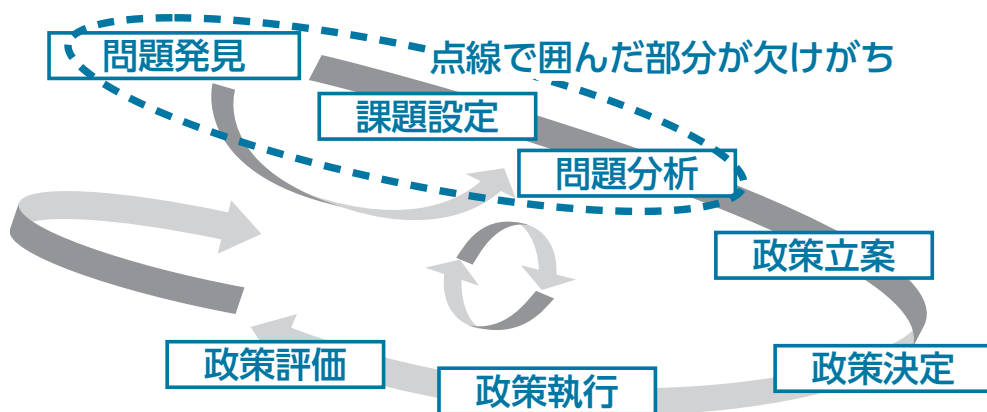 問題発見
点線で囲んだ部分が欠けがち
課題設定
問題分析
政策立案
政策決定
政策執行
政策評価